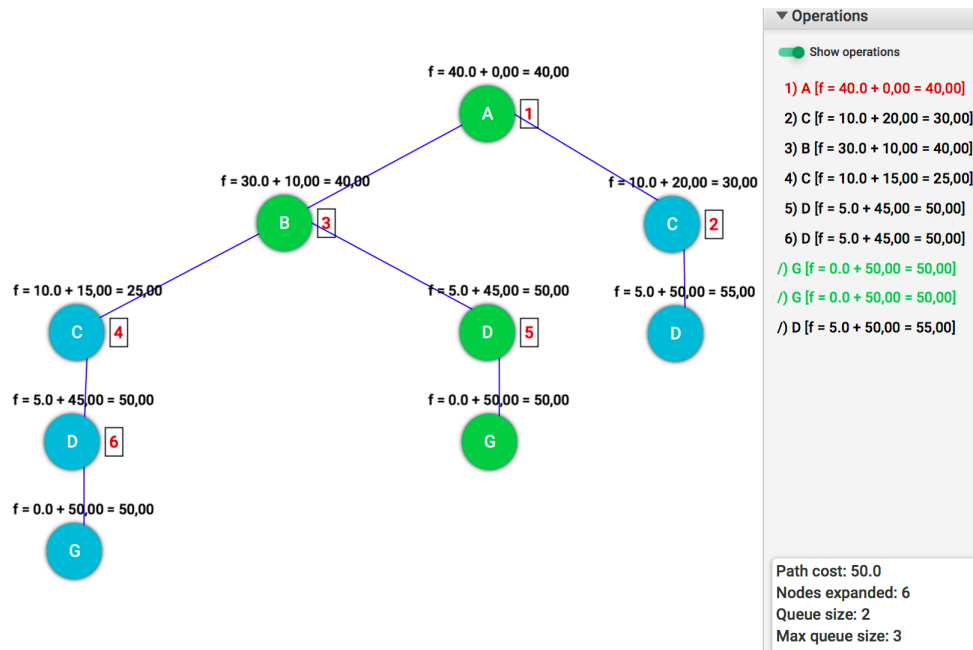 f = 40.0 + 0,00 = 40,00
A
1
f = 30.0 + 10,00 = 40,00
B
3
f = 10.0 + 20,00 = 30,00
C
2
f = 10.0 + 15,00 = 25,00
C
4
f = 5.0 + 45,00 = 50,00
D
5
f = 5.0 + 50,00 = 55,00
D
f = 5.0 + 45,00 = 50,00
D
6
f = 0.0 + 50,00 = 50,00
G
f = 0.0 + 50,00 = 50,00
G
Operations
Show operations
1) A [f = 40.0 + 0,00 = 40,00]
2) C [f = 10.0 + 20,00 = 30,00]
3) B [f = 30.0 + 10,00 = 40,00]
4) C [f = 10.0 + 15,00 = 25,00]
5) D [f = 5.0 + 45,00 = 50,00]
6) D [f = 5.0 + 45,00 = 50,00]
/) G [f = 0.0 + 50,00 = 50,00]
/) G [f = 0.0 + 50,00 = 50,00]
/) D [f = 5.0 + 50,00 = 55,00]
Path cost: 50.0
Nodes expanded: 6
Queue size: 2
Max queue size: 3